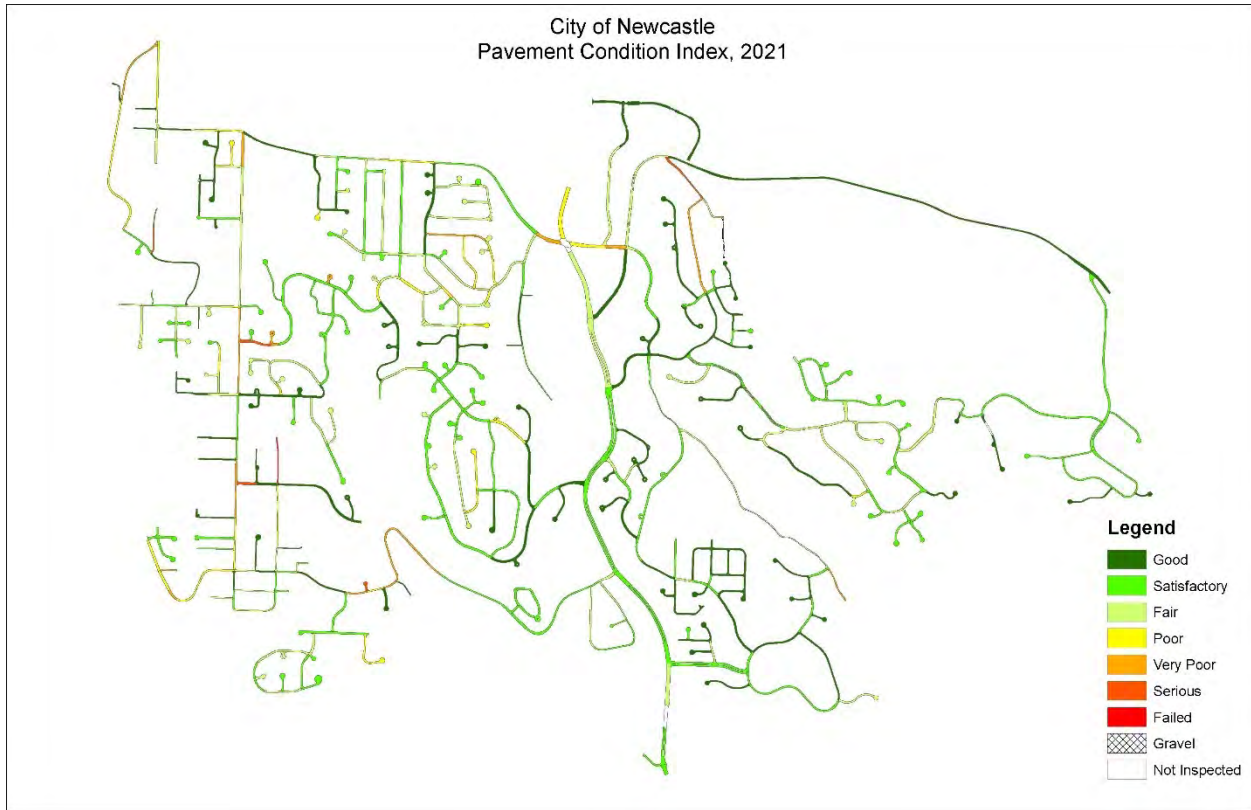 City of Newcastle
Pavement Condition Index, 2021
Legend
Good
Satisfactory
Fair
Poor
Very Poor
Serious
Failed
Gravel
Not Inspected